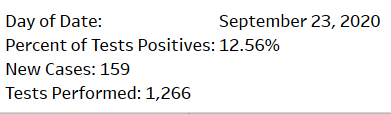 Day of Date: September 23, 2020
Percent of Tests Positives: 12.56%
New Cases: 159
Tests Performed: 1,266